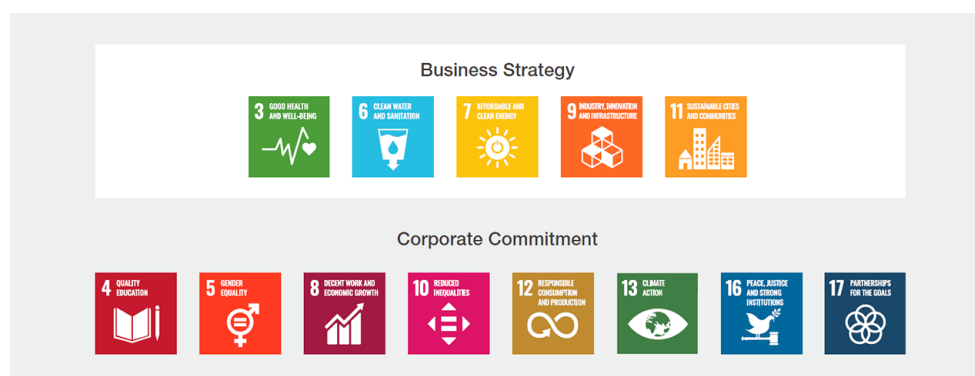 Business Strategy
3 GOOD HEALTH
AND WELL-BEING
6 CLEAN WATER
AND SANITATION
7 AFFORDABLE AND
CLEAN ENERGY
9 INDUSTRY, INNOVATION
AND INFRASTRUCTURE
11 SUSTAINABLE CITIES
AND COMMUNITIES
Corporate Commitment
4 QUALITY
EDUCATION
5 GENDER
EQUALITY
8 DECENT WORK AND
ECONOMIC GROWTH
10 REDUCED
INEQUALITIES
12 RESPONSIBLE
CONSUMPTION
AND PRODUCTION
13 CLIMATE
ACTION
16 PEACE, JUSTICE
AND STRONG
INSTITUTIONS
17 PARTNERSHIPS
FOR THE GOALS